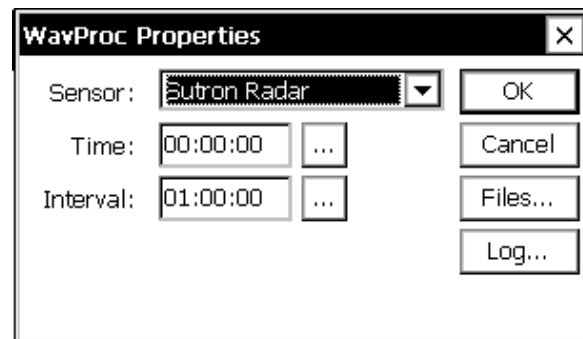 WavProc Properties
Sensor: Sutron Radar OK
Time: 00:00:00 ... Cancel
Interval: 01:00:00 ... Files...
Log...